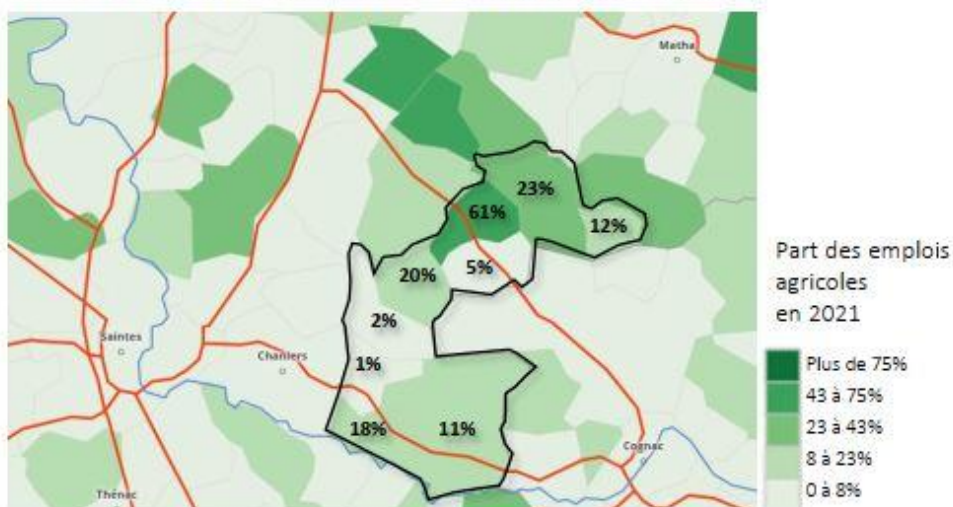 Matha
23%
61%
12%
20%
5%
2%
Saintes
Chaniers
1%
18%
11%
Cognac
Thénac
Part des emplois
agricoles
en 2021
Plus de 75%
43 à 75%
23 à 43%
8 à 23%
0 à 8%